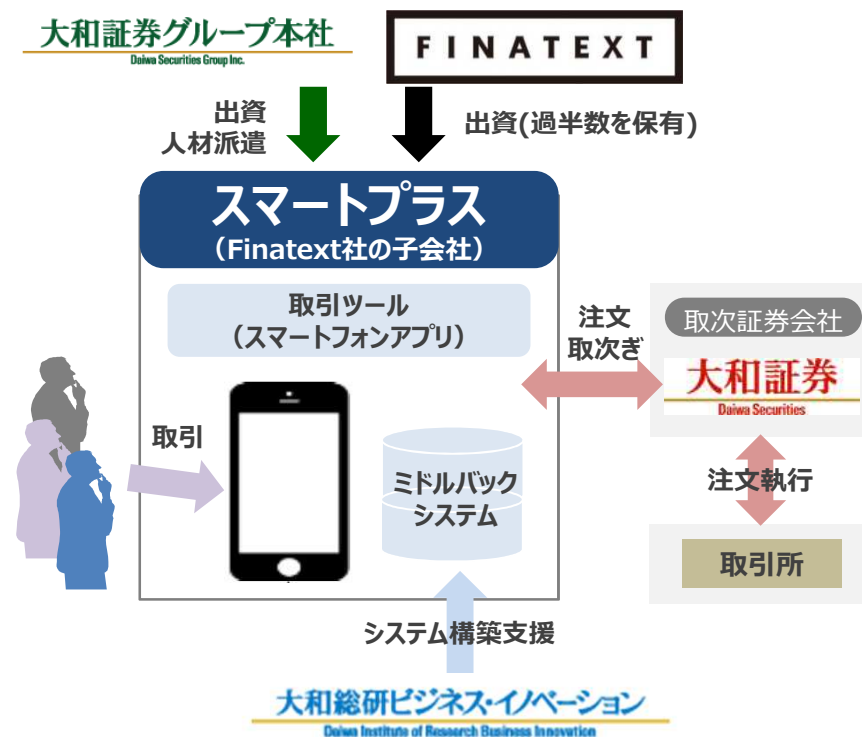 大和証券グループ本社
Daiwa Securities Group Inc.
FINATEXT
出資
人材派遣
出資(過半数を保有)
スマートプラス
（Finatext社の子会社）
取引ツール
（スマートフォンアプリ）
注文
取次ぎ
取次証券会社
大和証券
Daiwa Securities
取引
ミドルバック
システム
注文執行
取引所
システム構築支援
大和総研ビジネス・イノベーション
Daiwa Institute of Research Business Innovation